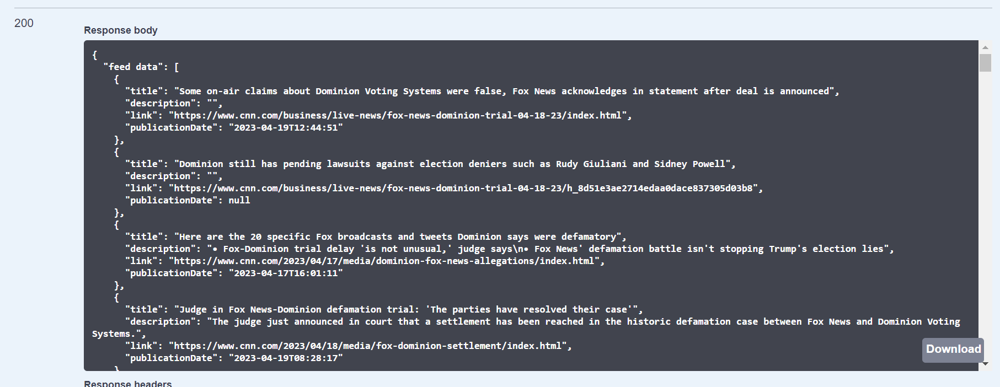 200
Response body
{
"feed data": [
{
"title": "Some on-air claims about Dominion Voting Systems were false, Fox News acknowledges in statement after deal is announced",
"description": "",
"link": "https://www.cnn.com/business/live-news/fox-news-dominion-trial-04-18-23/index.html",
"publicationDate": "2023-04-19T12:44:51"
},
{
"title": "Dominion still has pending lawsuits against election deniers such as Rudy Giuliani and Sidney Powell",
"description": "",
"link": "https://www.cnn.com/business/live-news/fox-news-dominion-trial-04-18-23/h_8d51e3ae2714edaa0dace837305d03b8",
"publicationDate": null
},
{
"title": "Here are the 20 specific Fox broadcasts and tweets Dominion says were defamatory",
"description": "• Fox-Dominion trial delay 'is not unusual,' judge says\n• Fox News' defamation battle isn't stopping Trump's election lies",
"link": "https://www.cnn.com/2023/04/17/media/dominion-fox-news-allegations/index.html",
"publicationDate": "2023-04-17T16:01:11"
},
{
"title": "Judge in Fox News-Dominion defamation trial: 'The parties have resolved their case'",
"description": "The judge just announced in court that a settlement has been reached in the historic defamation case between Fox News and Dominion Voting
Systems.",
"link": "https://www.cnn.com/2023/04/18/media/fox-dominion-settlement/index.html",
"publicationDate": "2023-04-19T08:28:17"
}
Download
Response headers